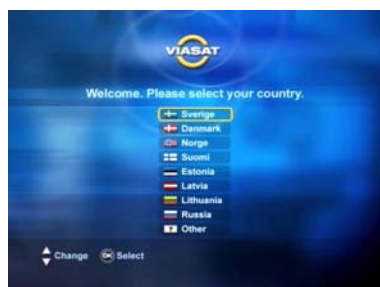 VIASAT
Welcome. Please select your country.
Sverige
Danmark
Norge
Suomi
Estonia
Latvia
Lithuania
Russia
? Other
Change OK Select